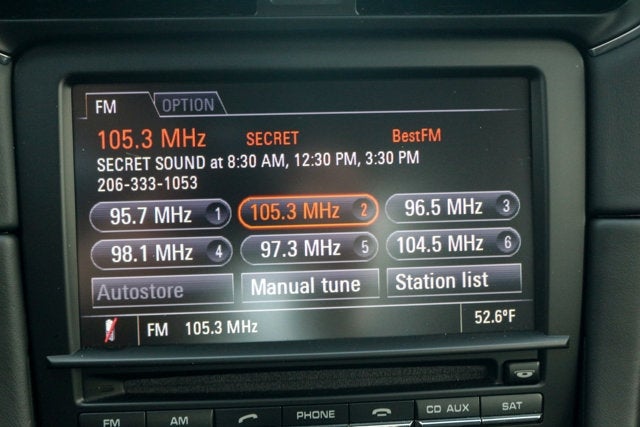 FM OPTION
105.3 MHz SECRET BestFM
SECRET SOUND at 8:30 AM, 12:30 PM, 3:30 PM
206-333-1053
95.7 MHz 1 105.3 MHz 2 96.5 MHz 3
98.1 MHz 4 97.3 MHz 5 104.5 MHz 6
Autostore Manual tune Station list
FM 105.3 MHz 52.6°F
FM AM PHONE CD AUX SAT